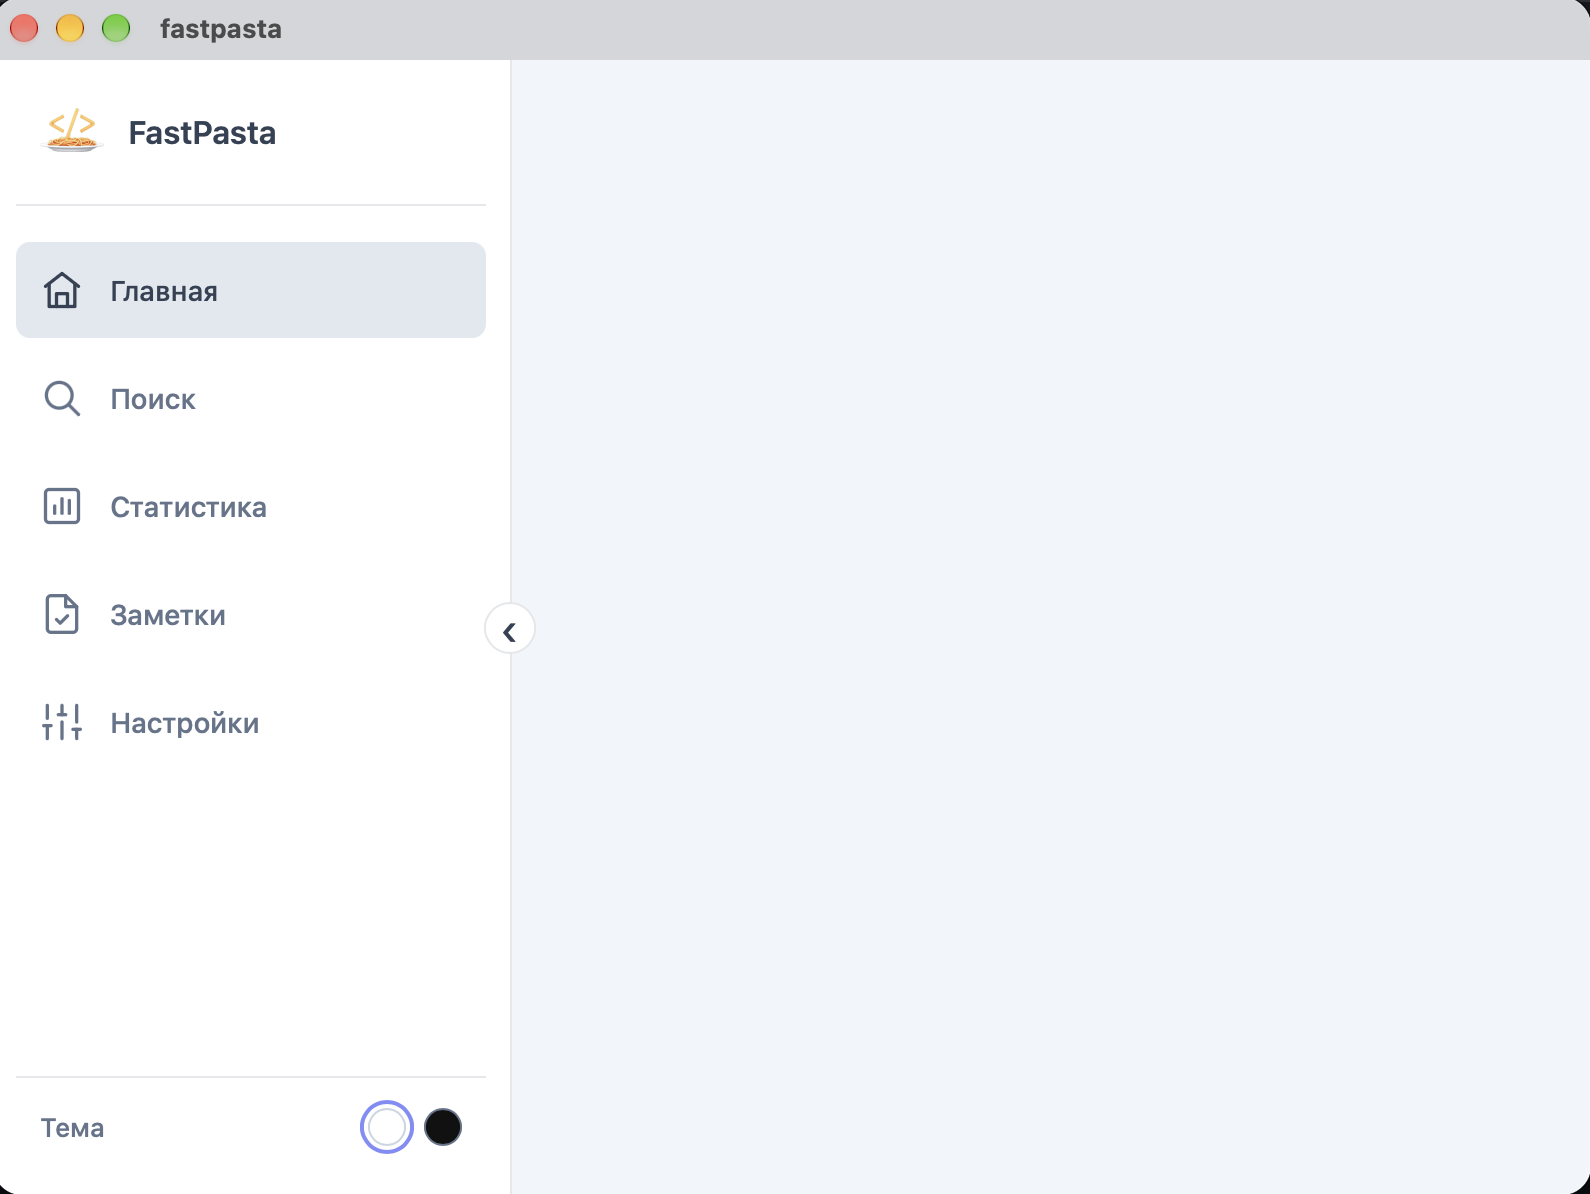 fastpasta
FastPasta
Главная
Поиск
Статистика
Заметки
Настройки
Тема